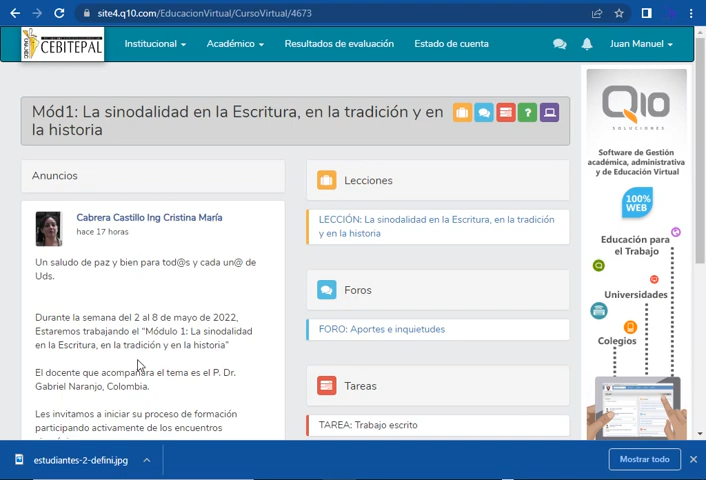 site4.q10.com/EducacionVirtual/CursoVirtual/4673
CEBITEPAL
Institucional
Académico
Resultados de evaluación
Estado de cuenta
Juan Manuel
Mód1: La sinodalidad en la Escritura, en la tradición y en
la historia
Anuncios
Cabrera Castillo Ing Cristina María
hace 17 horas
Un saludo de paz y bien para tod@s y cada un@ de
Uds.
Durante la semana del 2 al 8 de mayo de 2022,
Estaremos trabajando el "Módulo 1: La sinodalidad
en la Escritura, en la tradición y en la historia"
El docente que acompañara el tema es el P. Dr.
Gabriel Naranjo, Colombia.
Les invitamos a iniciar su proceso de formación
participando activamente de los encuentros
Lecciones
LECCIÓN: La sinodalidad en la Escritura, en la tradición
y en la historia
Foros
FORO: Aportes e inquietudes
Tareas
TAREA: Trabajo escrito
Q10
SOLUCIONES
Software de Gestión
académica, administrativa
y de Educación Virtual
100%
WEB
Educación para
el Trabajo
Universidades
Colegios
estudiantes-2-defini.jpg
Mostrar todo